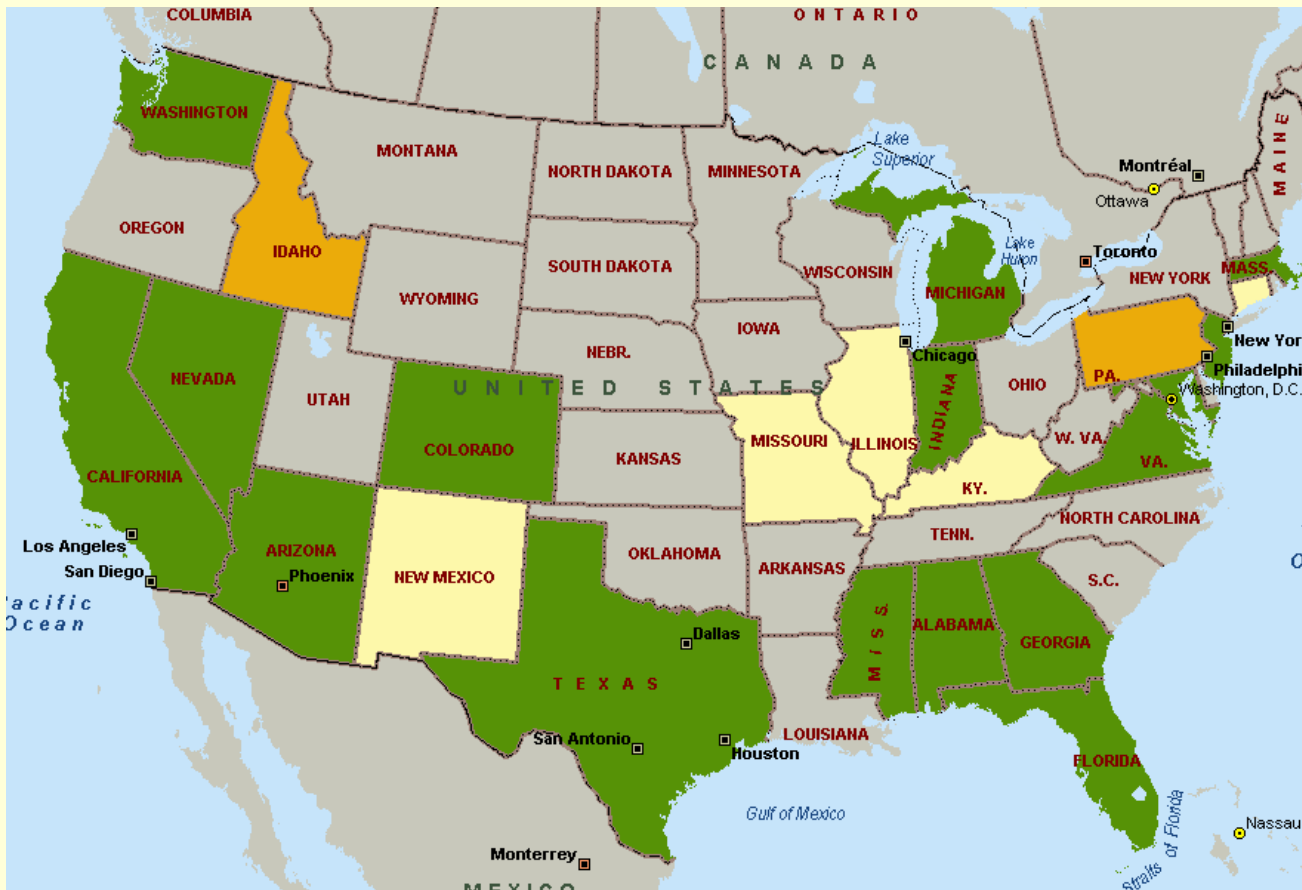 COLUMBIA
ONTARIO
CANADA
WASHINGTON
MONTANA
NORTH DAKOTA
MINNESOTA
Lake
Superior
Montréal
Ottawa
MAINE
OREGON
IDAHO
SOUTH DAKOTA
WISCONSIN
Lake
Huron
Toronto
NEW YORK
MASS.
WYOMING
MICHIGAN
IOWA
NEBR.
Chicago
New Yor
Philadelphi
NEVADA
UTAH
UNITED STATES
OHIO
PA.
Washington, D.C.
COLORADO
KANSAS
MISSOURI
ILLINOIS
INDIANA
W. VA.
VA.
CALIFORNIA
KY.
NORTH CAROLINA
Los Angeles
ARIZONA
OKLAHOMA
TENN.
San Diego
Phoenix
NEW MEXICO
ARKANSAS
S.C.
O
acific
Ocean
Dallas
MISS.
ALABAMA
GEORGIA
TEXAS
San Antonio
Houston
LOUISIANA
FLORIDA
Gulf of Mexico
Straits of Florida
Nassau
Monterrey
MEXICO